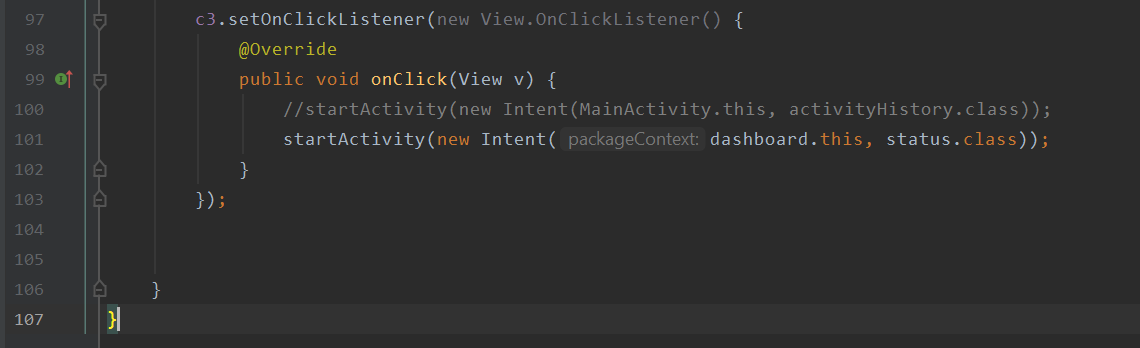 97 c3.setOnClickListener(new View.OnClickListener() {
98 @Override
99 public void onClick(View v) {
100 //startActivity(new Intent(MainActivity.this, activityHistory.class));
101 startActivity(new Intent( packageContext: dashboard.this, status.class));
102 }
103 });
104
105
106 }
107 }